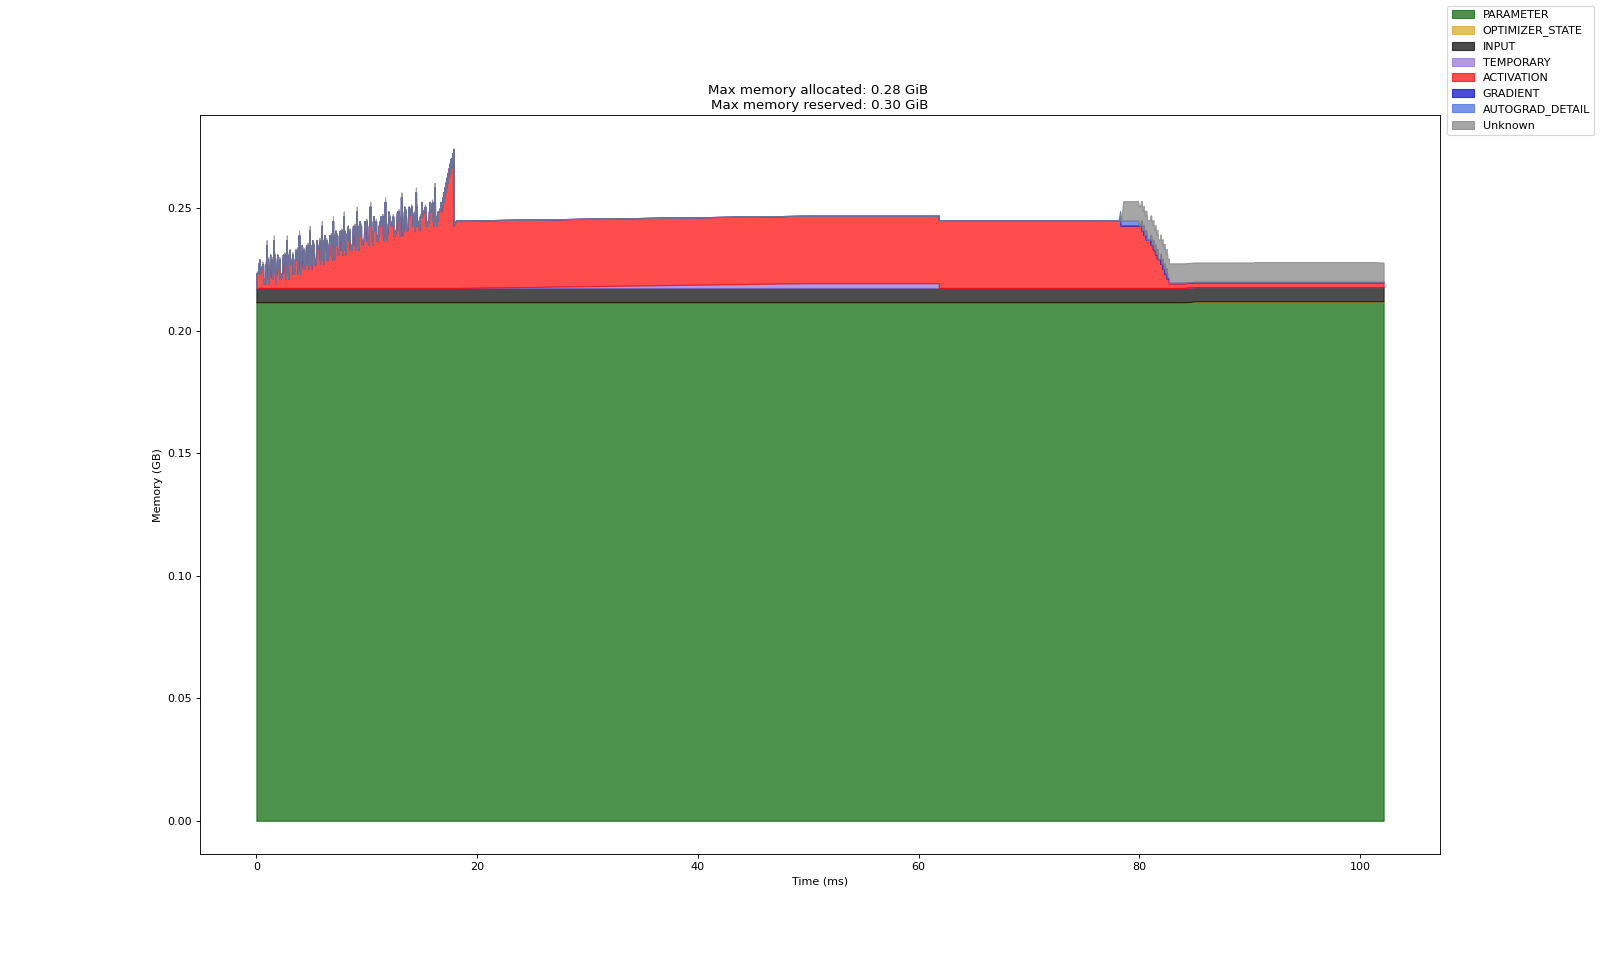 PARAMETER
OPTIMIZER_STATE
INPUT
TEMPORARY
ACTIVATION
GRADIENT
AUTOGRAD_DETAIL
Unknown
Max memory allocated: 0.28 GiB
Max memory reserved: 0.30 GiB
Memory (GB)
0.25
0.20
0.15
0.10
0.05
0.00
0 20 40 60 80 100
Time (ms)